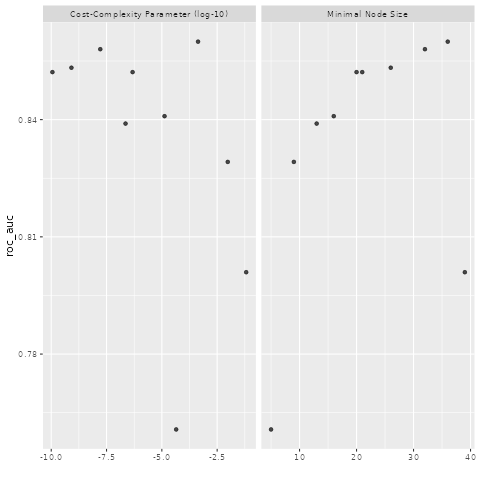 Cost-Complexity Parameter (log-10) Minimal Node Size
roc_auc
0.84
0.81
0.78
-10.0 -7.5 -5.0 -2.5 10 20 30 40